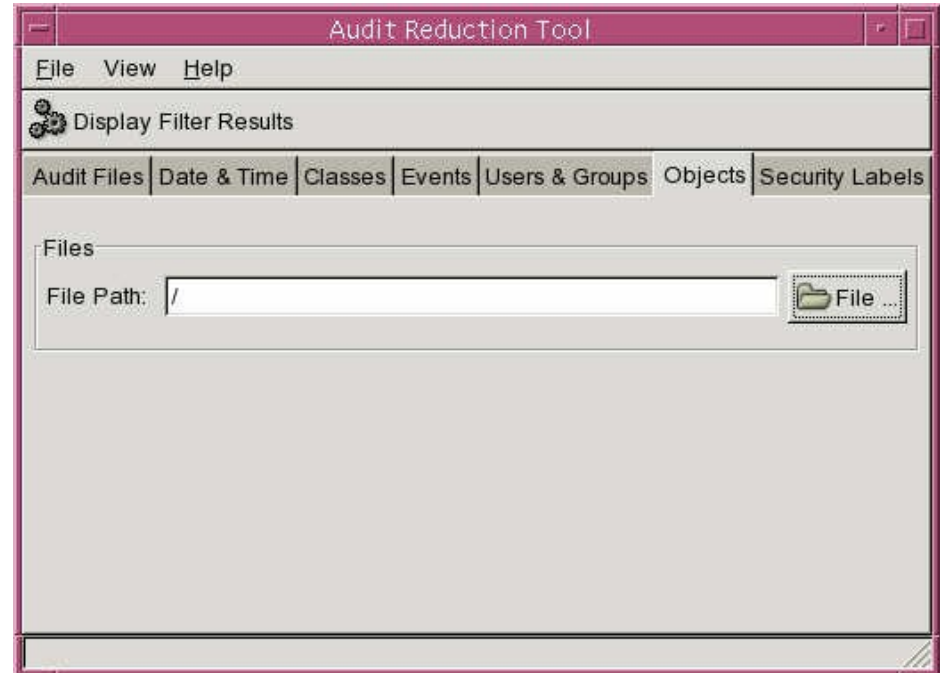 Audit Reduction Tool
File View Help
Display Filter Results
Audit Files Date & Time Classes Events Users & Groups Objects Security Labels
Files
File Path: / File ...